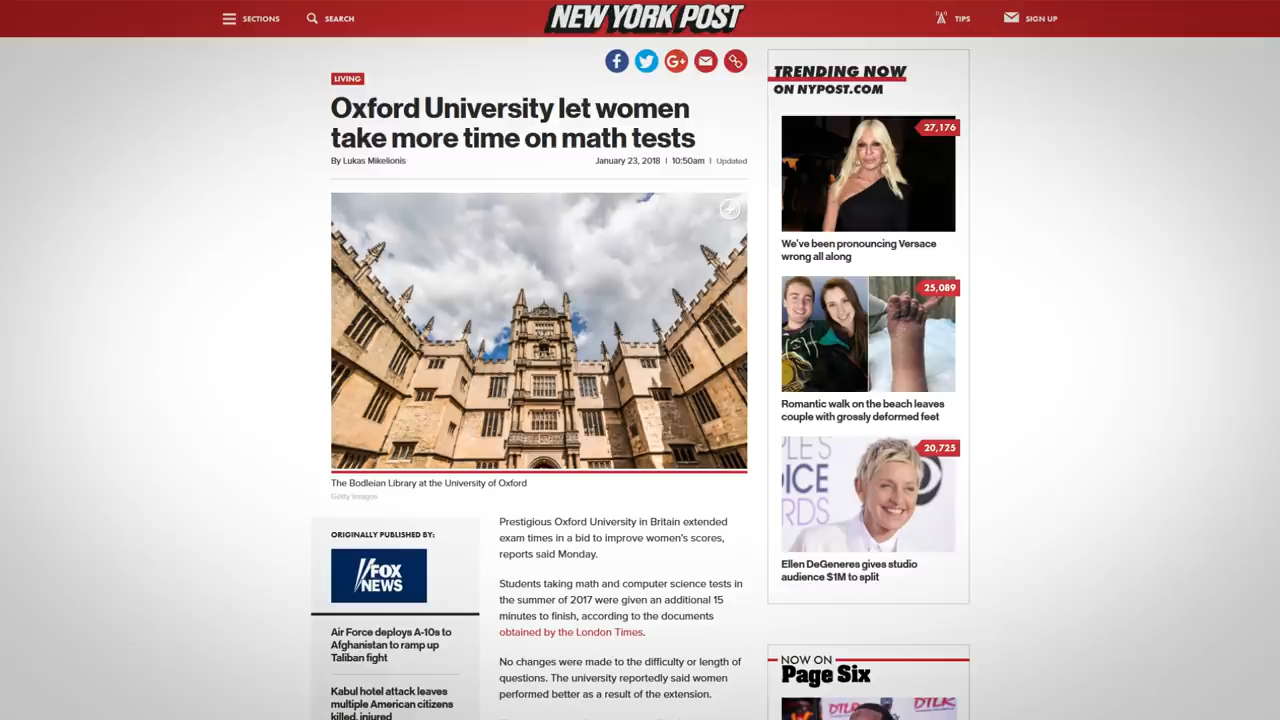 SECTIONS
SEARCH
NEW YORK POST
TIPS
SIGN UP
LIVING
Oxford University let women
take more time on math tests
By Lukas Mikelionis
January 23, 2018 | 10:50am | Updated
The Bodleian Library at the University of Oxford
Getty Images
ORIGINALLY PUBLISHED BY:
FOX
NEWS
Air Force deploys A-10s to
Afghanistan to ramp up
Taliban fight
Kabul hotel attack leaves
multiple American citizens
killed, injured
Prestigious Oxford University in Britain extended
exam times in a bid to improve women's scores,
reports said Monday.
Students taking math and computer science tests in
the summer of 2017 were given an additional 15
minutes to finish, according to the documents
obtained by the London Times.
No changes were made to the difficulty or length of
questions. The university reportedly said women
performed better as a result of the extension.
TRENDING NOW
ON NYPOST.COM
27,176
We've been pronouncing Versace
wrong all along
25,089
Romantic walk on the beach leaves
couple with grossly deformed feet
20,725
PLE'S
ICE
RDS
Ellen DeGeneres gives studio
audience $1M to split
NOW ON
Page Six
DTLR
DTLK